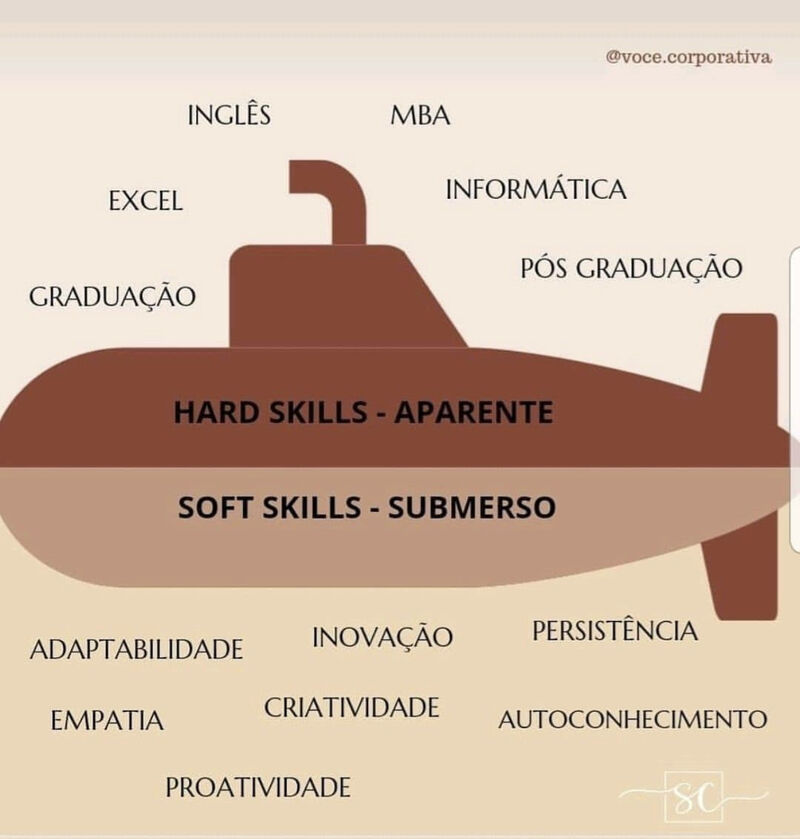 @voce.corporativa
INGLÊS
MBA
EXCEL
INFORMÁTICA
GRADUAÇÃO
PÓS GRADUAÇÃO
HARD SKILLS - APARENTE
SOFT SKILLS - SUBMERSO
ADAPTABILIDADE
INOVAÇÃO
PERSISTÊNCIA
EMPATIA
CRIATIVIDADE
AUTOCONHECIMENTO
PROATIVIDADE
SC